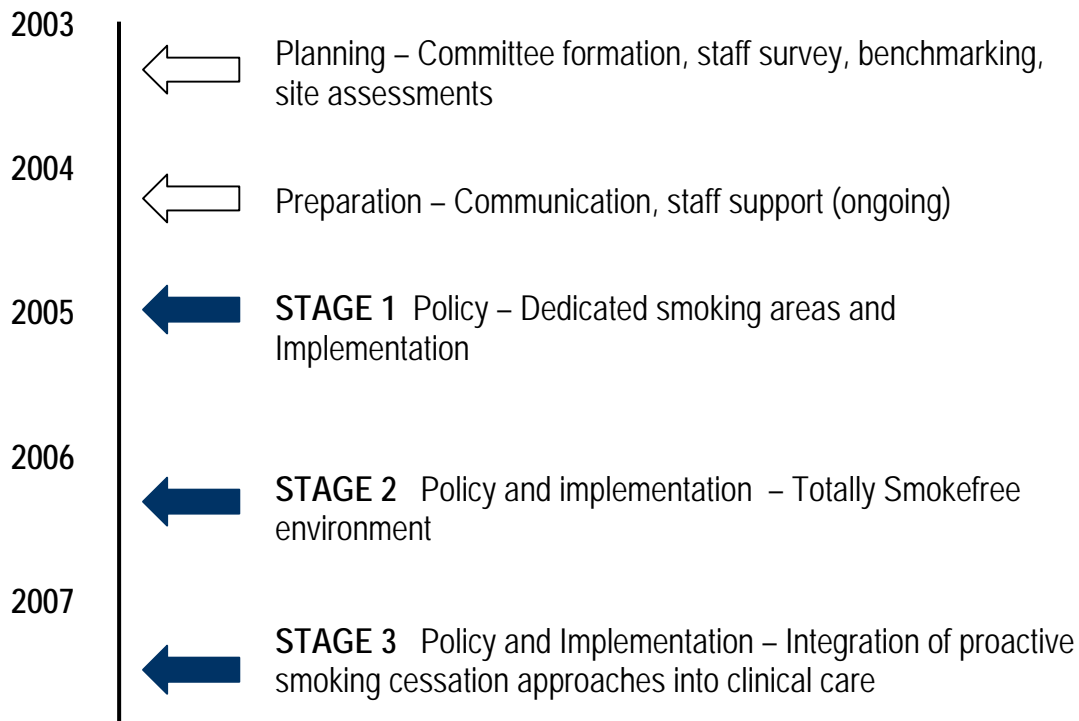 2003
Planning – Committee formation, staff survey, benchmarking,
site assessments
2004
Preparation – Communication, staff support (ongoing)
2005
STAGE 1 Policy – Dedicated smoking areas and
Implementation
2006
STAGE 2 Policy and implementation – Totally Smokefree
environment
2007
STAGE 3 Policy and Implementation – Integration of proactive
smoking cessation approaches into clinical care